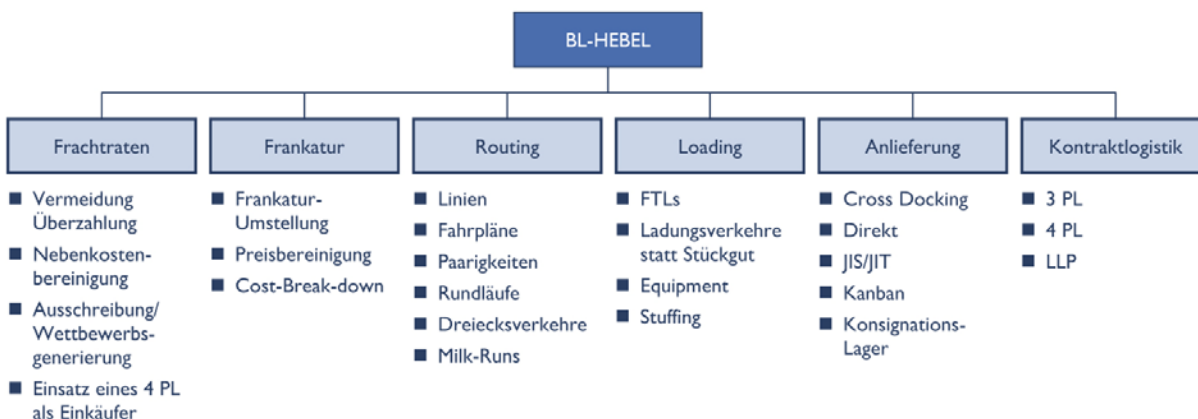 BL-HEBEL
Frachtraten
Vermeidung
Überzahlung
Nebenkosten-
bereinigung
Ausschreibung/
Wettbewerbs-
generierung
Einsatz eines 4 PL
als Einkäufer
Frankatur
Frankatur-
Umstellung
Preisbereinigung
Cost-Break-down
Routing
Linien
Fahrpläne
Paarigkeiten
Rundläufe
Dreiecksverkehre
Milk-Runs
Loading
FTLs
Ladungsverkehre
statt Stückgut
Equipment
Stuffing
Anlieferung
Cross Docking
Direkt
JIS/JIT
Kanban
Konsignations-
Lager
Kontraktlogistik
3 PL
4 PL
LLP